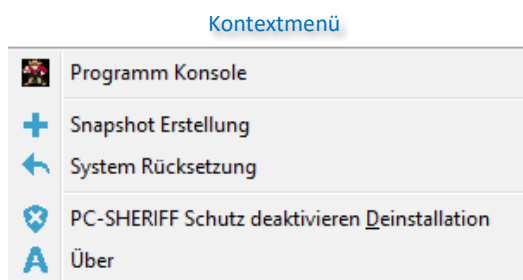 Kontextmenü
Programm Konsole
Snapshot Erstellung
System Rücksetzung
PC-SHERIFF Schutz deaktivieren Deinstallation
Über